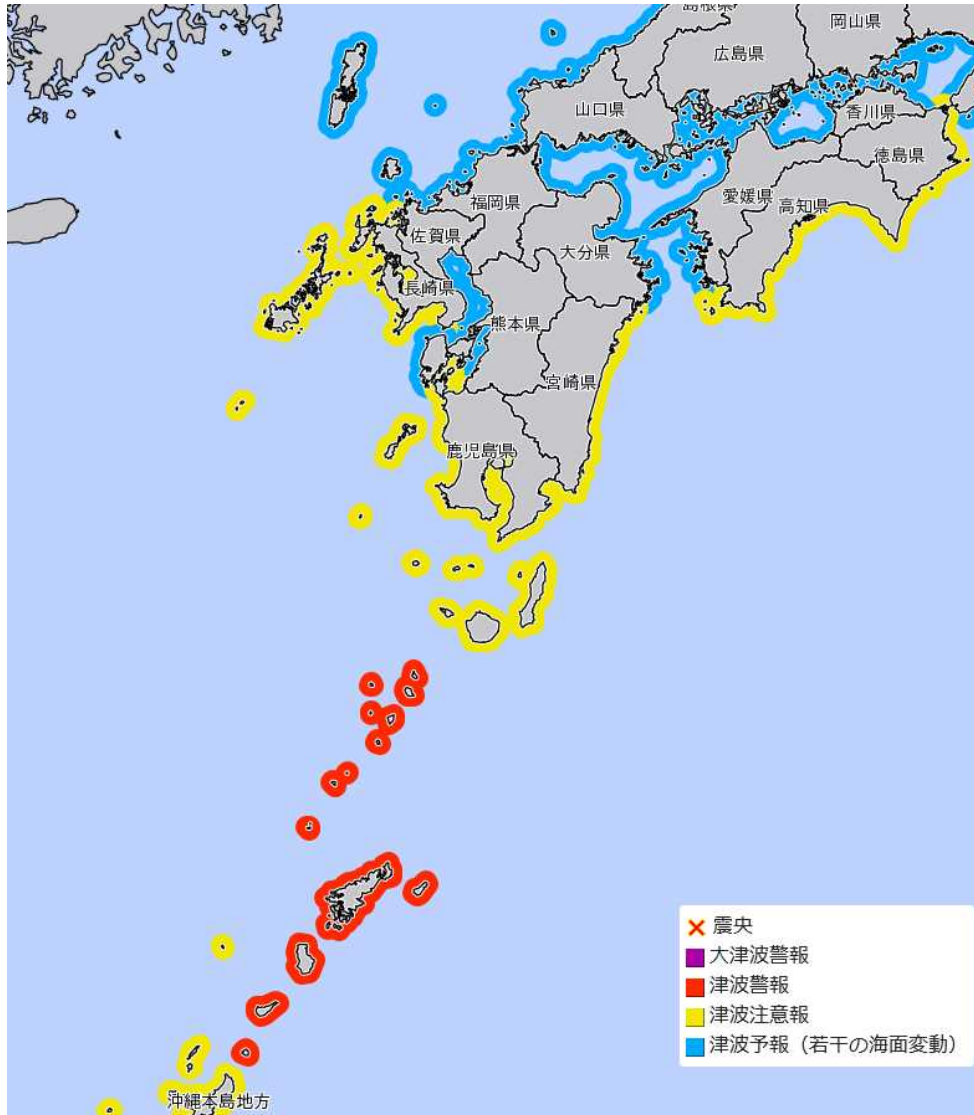 島根県
岡山県
広島県
山口県
香川県
徳島県
愛媛県
高知県
福岡県
佐賀県
大分県
長崎県
熊本県
宮崎県
鹿児島県
震央
大津波警報
津波警報
津波注意報
津波予報（若干の海面変動）
沖縄本島地方